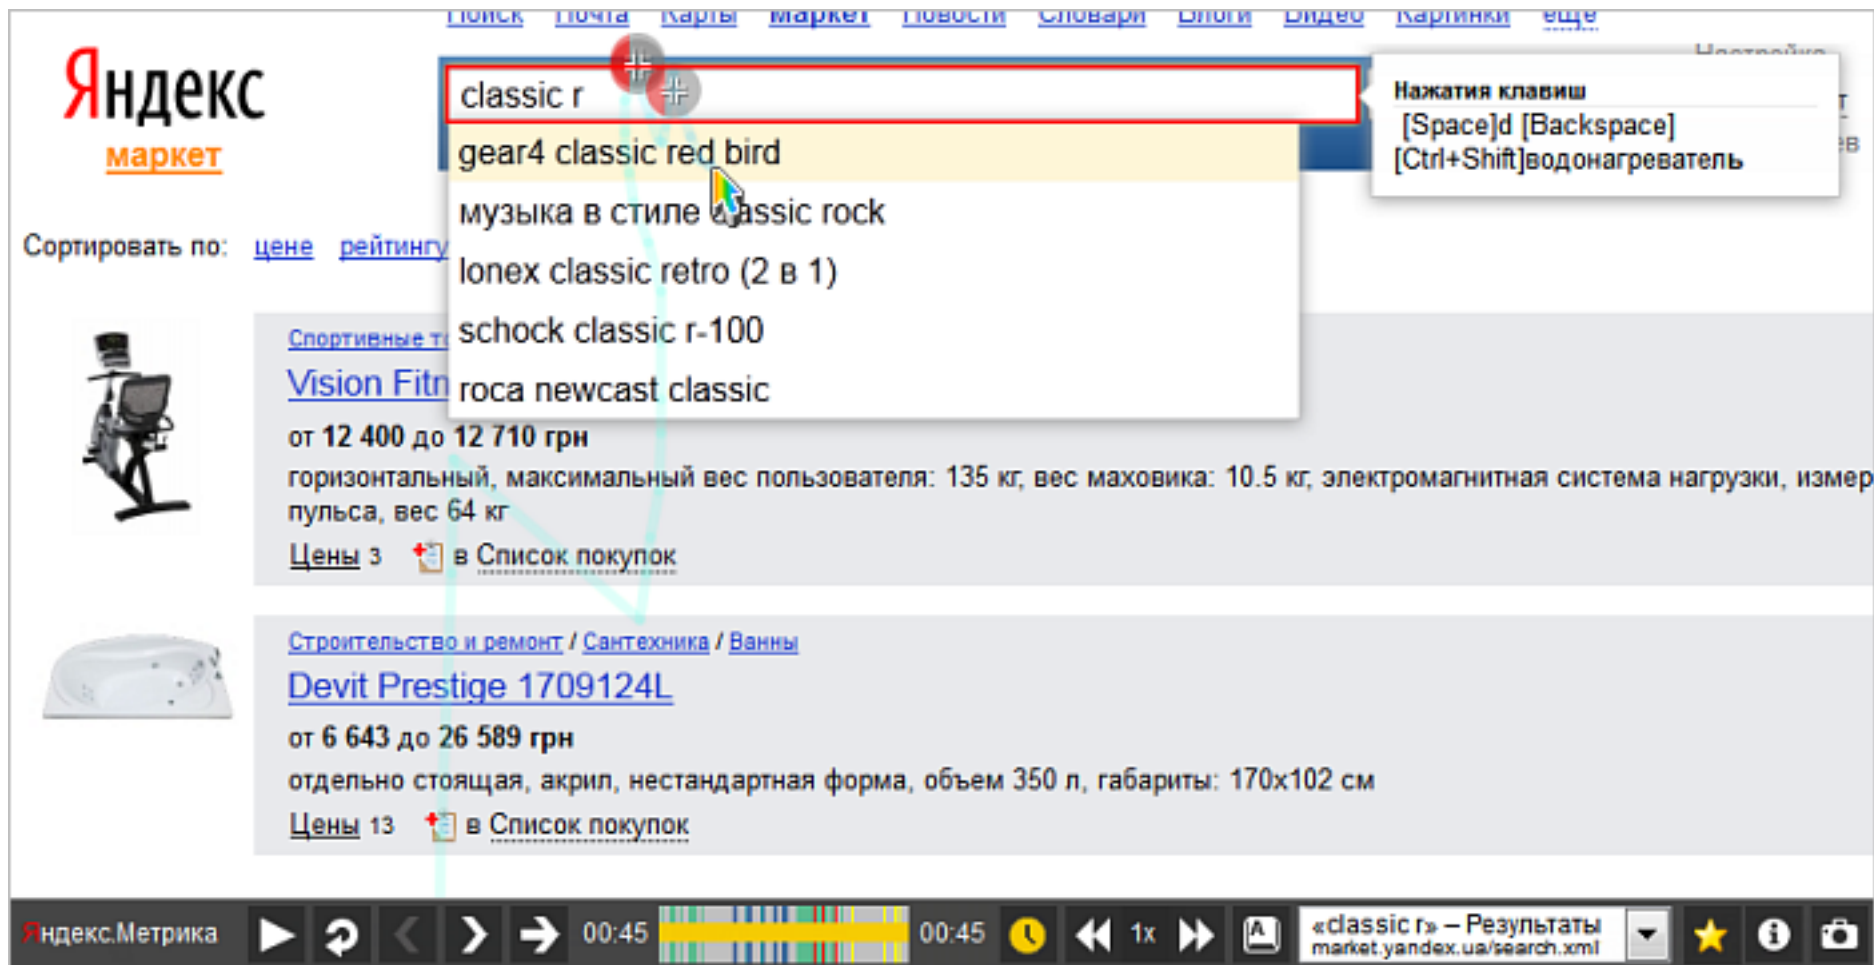 Поиск Почта Карты Маркет Новости Словари Блоги Видео Картинки ещё
Настройка
Яндекс
маркет
classic r
Нажатия клавиш
[Space]d [Backspace]
[Ctrl+Shift]водонагреватель
gear4 classic red bird
музыка в стиле classic rock
lonex classic retro (2 в 1)
schock classic r-100
roca newcast classic
Сортировать по: цене рейтингу
Спортивные
Vision Fitn
от 12 400 до 12 710 грн
горизонтальный, максимальный вес пользователя: 135 кг, вес маховика: 10.5 кг, электромагнитная система нагрузки, измер
пульса, вес 64 кг
Цены 3 в Список покупок
Строительство и ремонт / Сантехника / Ванны
Devit Prestige 1709124L
от 6 643 до 26 589 грн
отдельно стоящая, акрил, нестандартная форма, объем 350 л, габариты: 170x102 см
Цены 13 в Список покупок
Яндекс.Метрика 00:45 00:45 1x A «classic r» – Результаты
market.yandex.ua/search.xml